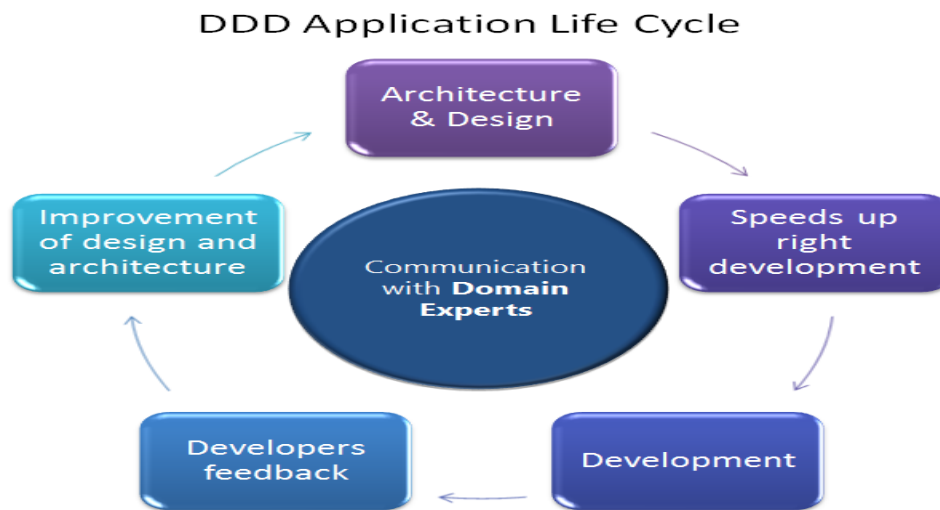 DDD Application Life Cycle
Architecture
& Design
Speeds up
right
development
Development
Developers
feedback
Improvement
of design and
architecture
Communication
with Domain
Experts